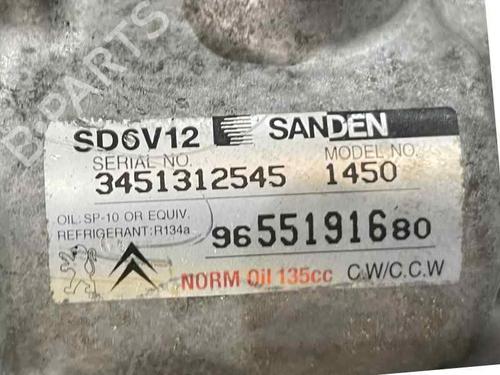 B-PARTS
SD6V12 SANDEN
SERIAL NO. MODEL NO.
3451312545 1450
OIL: SP-10 OR EQUIV.
REFRIGERANT: R134a
9655191680
NORM Oil 135cc C.W/C.C.W